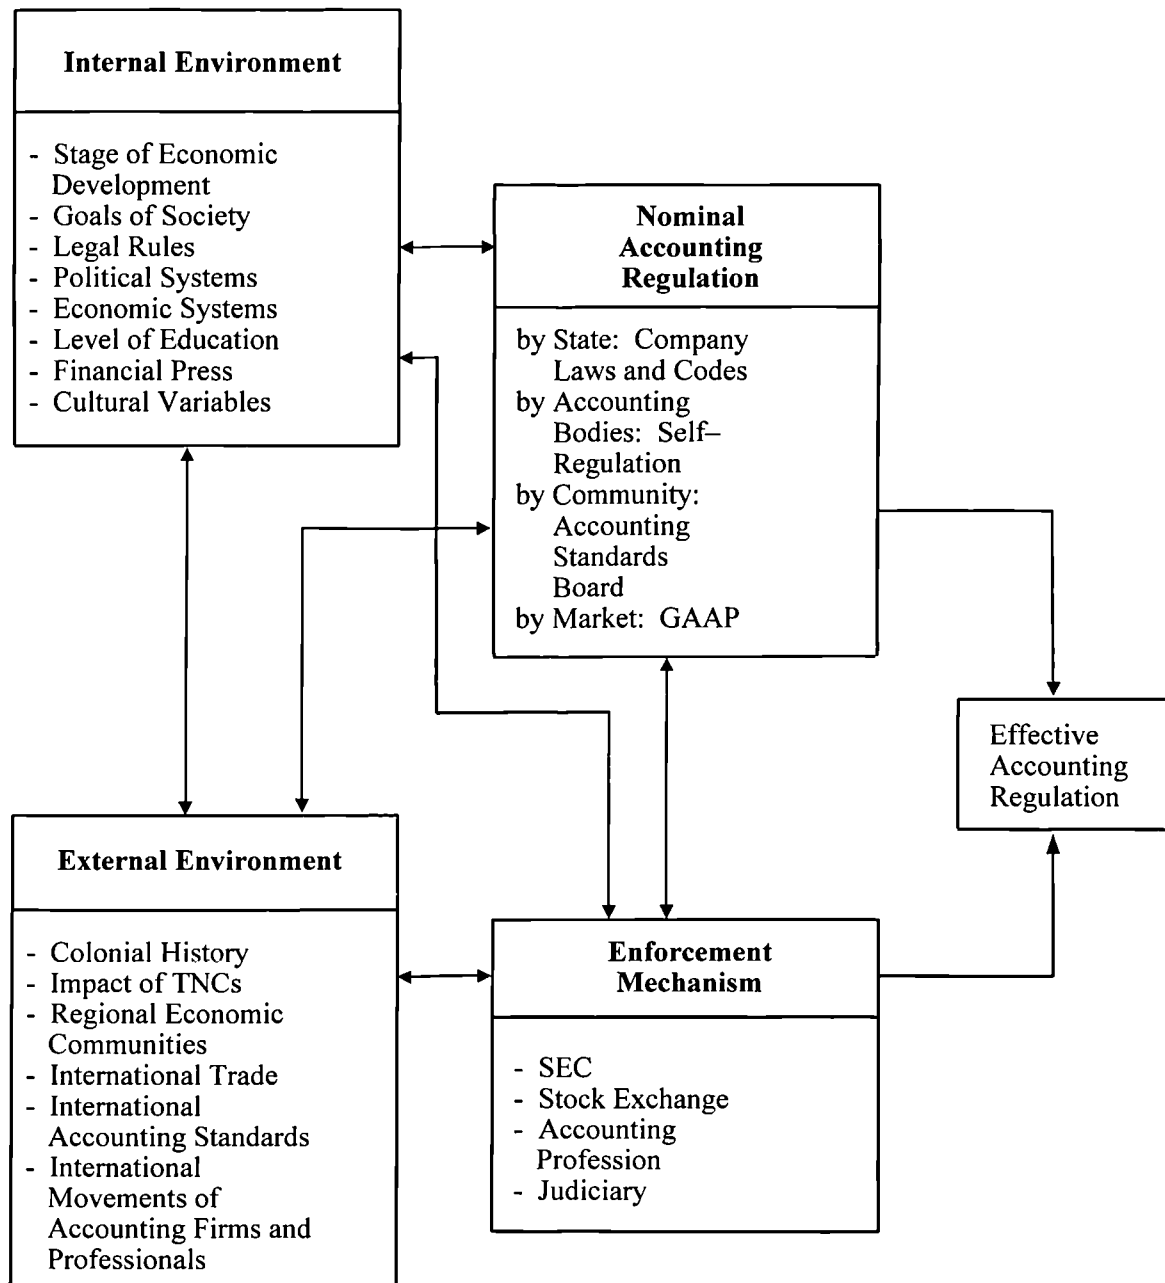 Internal Environment
- Stage of Economic
Development
- Goals of Society
- Legal Rules
- Political Systems
- Economic Systems
- Level of Education
- Financial Press
- Cultural Variables
Nominal
Accounting
Regulation
by State: Company
Laws and Codes
by Accounting
Bodies: Self–
Regulation
by Community:
Accounting
Standards
Board
by Market: GAAP
Effective
Accounting
Regulation
External Environment
- Colonial History
- Impact of TNCs
- Regional Economic
Communities
- International Trade
- International
Accounting Standards
- International
Movements of
Accounting Firms and
Professionals
Enforcement
Mechanism
- SEC
- Stock Exchange
- Accounting
Profession
- Judiciary